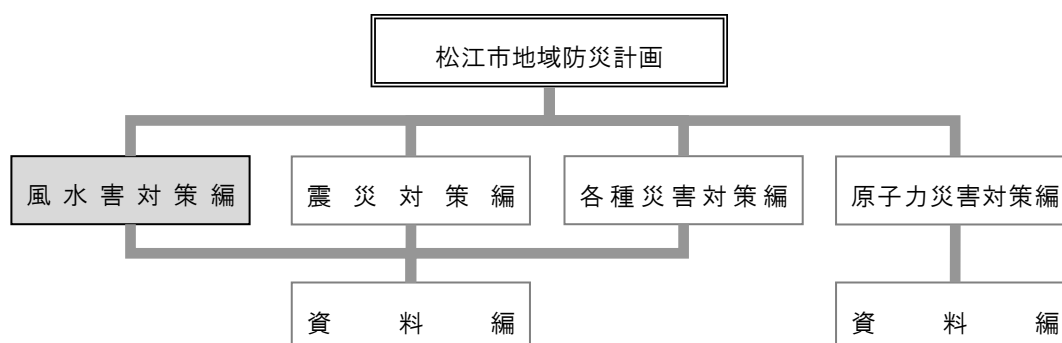 松江市地域防災計画
風水害対策編
震災対策編
各種災害対策編
原子力災害対策編
資料編
資料編